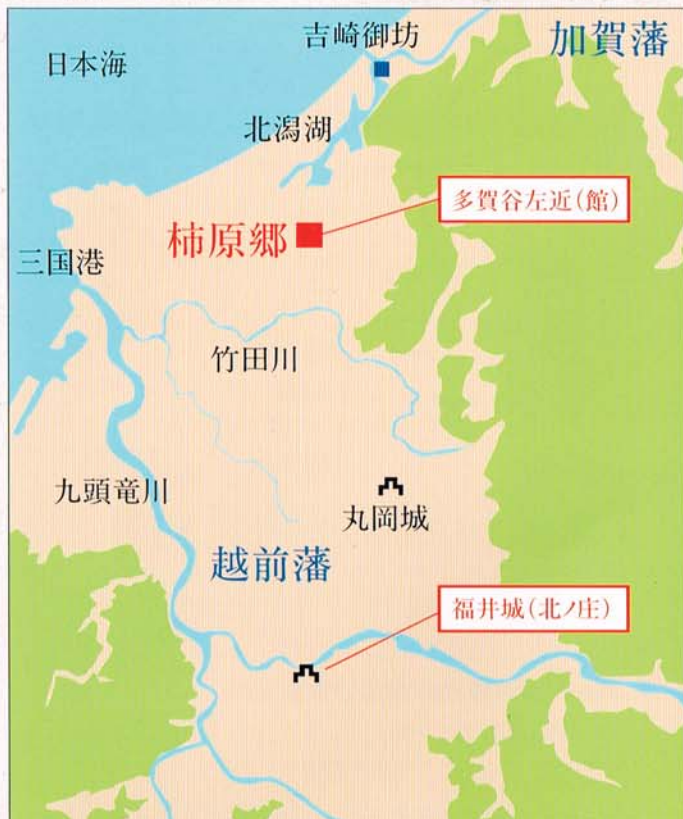 吉崎御坊
加賀藩
日本海
北潟湖
多賀谷左近(館)
柿原郷
三国港
竹田川
九頭竜川
丸岡城
越前藩
福井城(北ノ庄)